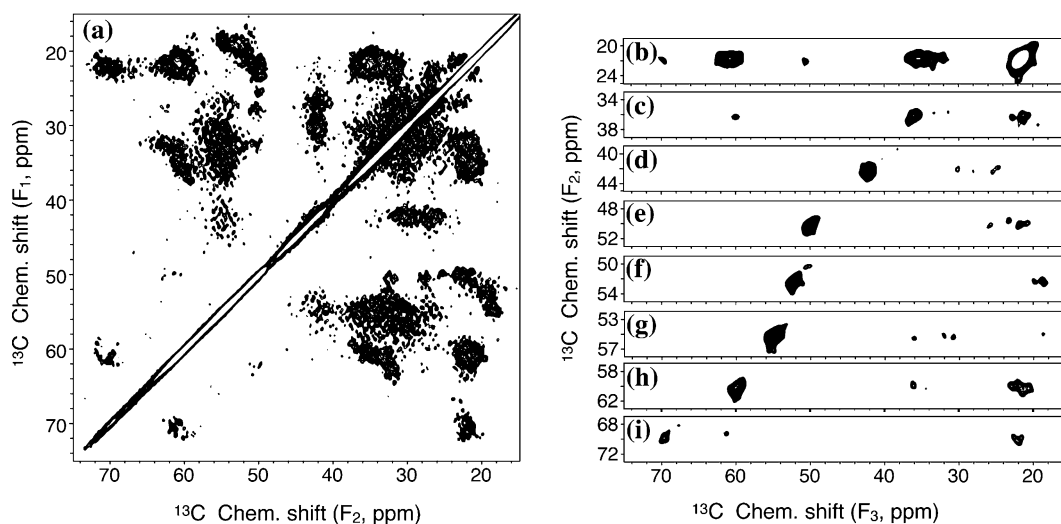 (a)
20
30
40
50
60
70
¹³C Chem. shift (F₁, ppm)
70 60 50 40 30 20
¹³C Chem. shift (F₂, ppm)
(b)
20
24
(c)
34
38
(d)
40
44
(e)
48
52
(f)
50
54
(g)
53
57
(h)
58
62
(i)
68
72
¹³C Chem. shift (F₂, ppm)
70 60 50 40 30 20
¹³C Chem. shift (F₃, ppm)